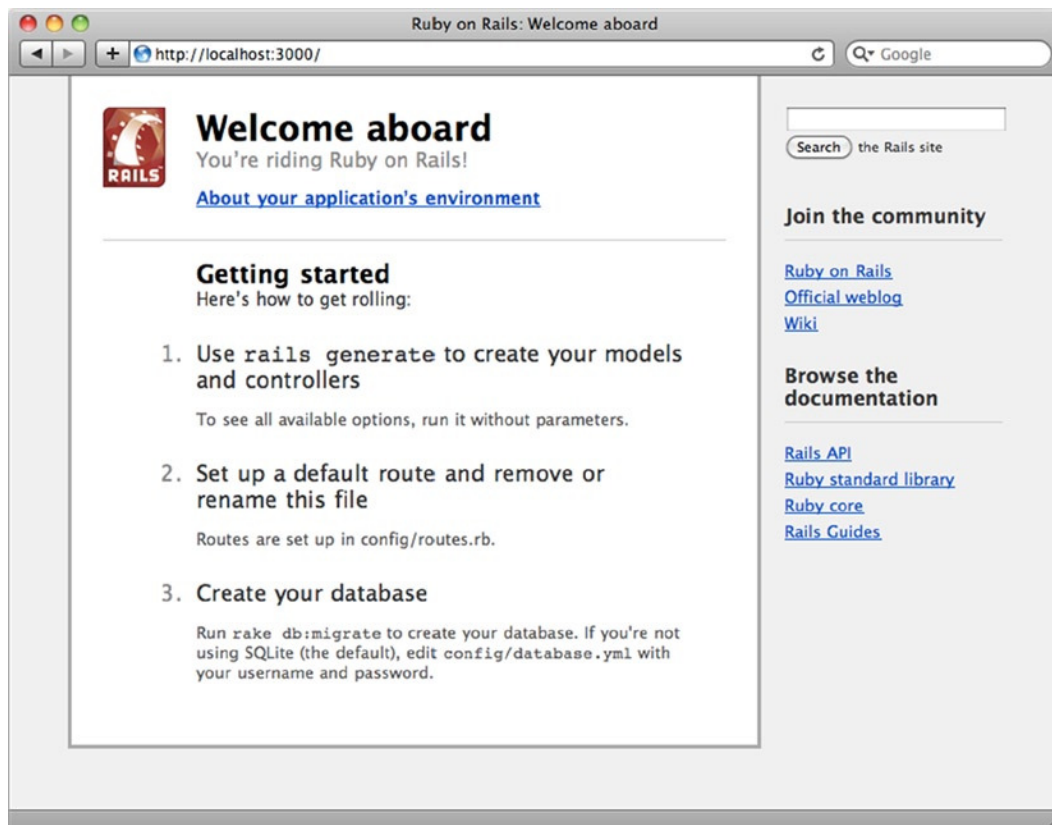 Ruby on Rails: Welcome aboard
http://localhost:3000/
Google
RAILS
Welcome aboard
You're riding Ruby on Rails!
About your application's environment
Getting started
Here's how to get rolling:
1. Use rails generate to create your models
and controllers
To see all available options, run it without parameters.
2. Set up a default route and remove or
rename this file
Routes are set up in config/routes.rb.
3. Create your database
Run rake db:migrate to create your database. If you're not
using SQLite (the default), edit config/database.yml with
your username and password.
Search the Rails site
Join the community
Ruby on Rails
Official weblog
Wiki
Browse the
documentation
Rails API
Ruby standard library
Ruby core
Rails Guides